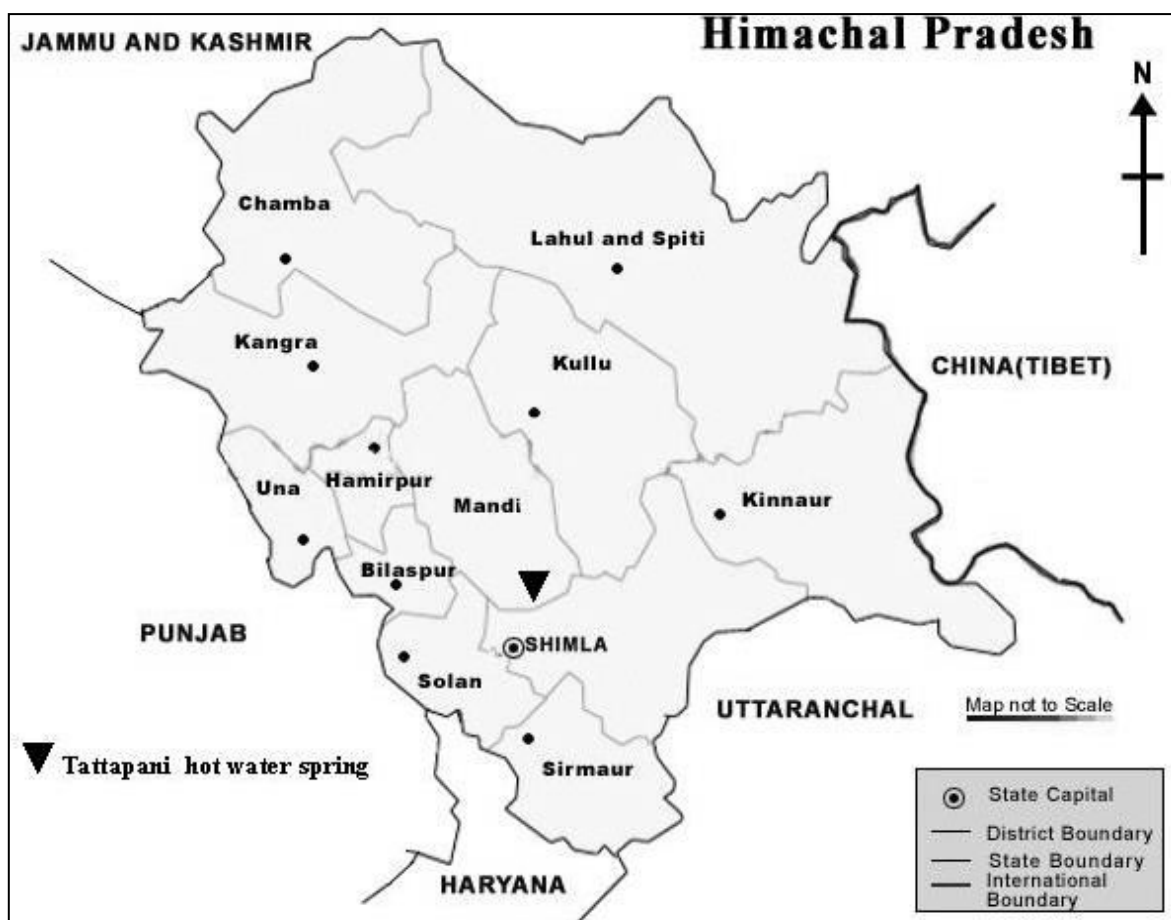 Himachal Pradesh
JAMMU AND KASHMIR
N
Chamba
Lahul and Spiti
Kangra
Kullu
CHINA(TIBET)
Una
Hamirpur
Mandi
Kinnaur
Bilaspur
PUNJAB
SHIMLA
Solan
UTTARANCHAL
Map not to Scale
Tattapani hot water spring
Sirmaur
State Capital
District Boundary
State Boundary
International
Boundary
HARYANA